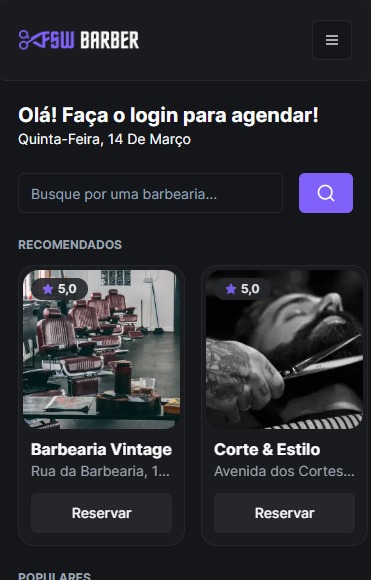 FSW BARBER
Olá! Faça o login para agendar!
Quinta-Feira, 14 De Março
Busque por uma barbearia...
RECOMENDADOS
5,0
5,0
Barbearia Vintage
Corte & Estilo
Rua da Barbearia, 1...
Avenida dos Cortes...
Reservar
Reservar
POPULARES